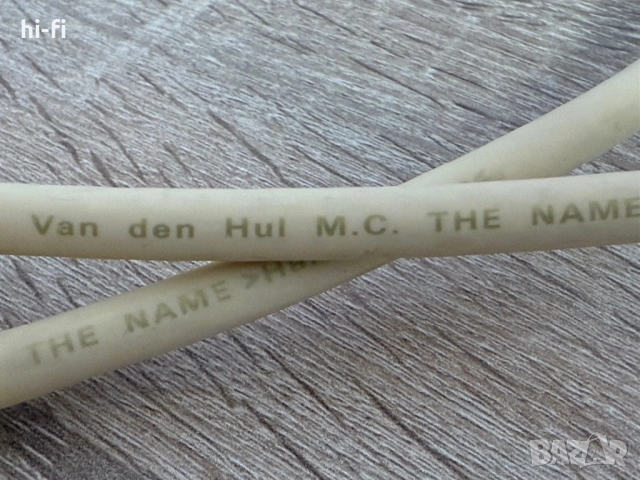 hi-fi
Van den Hul M.C. THE NAME
THE NAME >
BAZAR